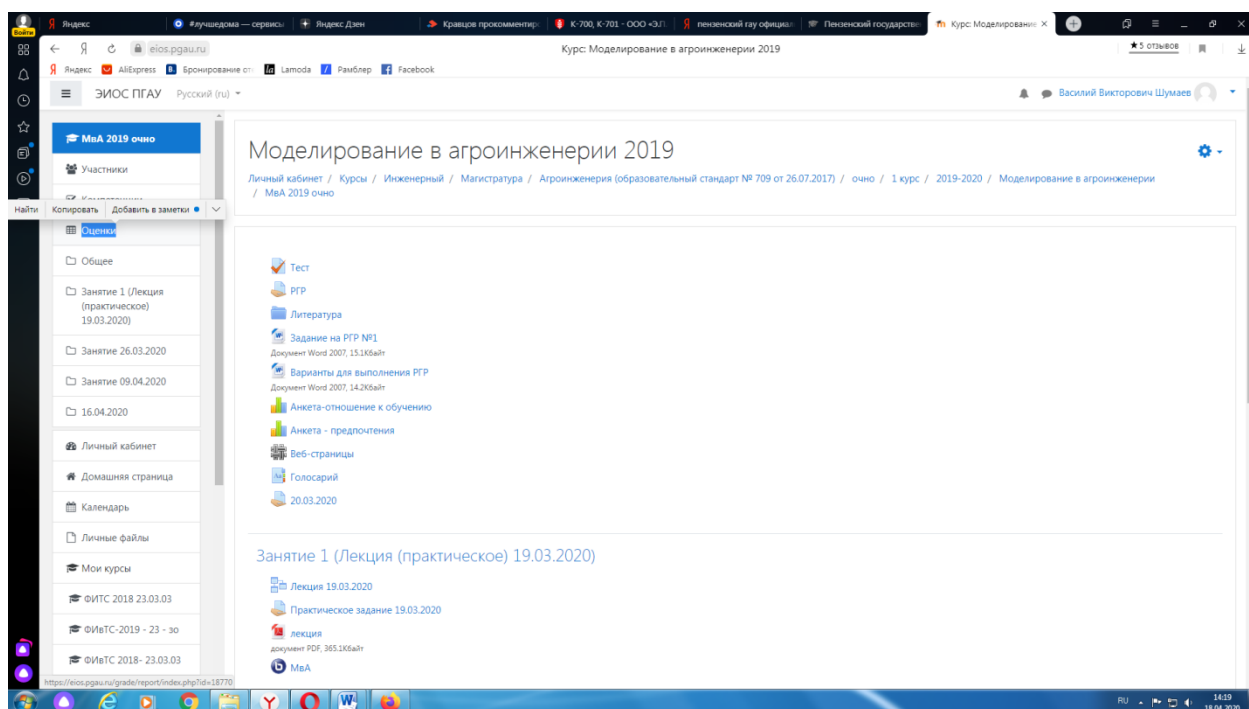 Войти
Яндекс
#лучшедома — сервисы
Яндекс Дзен
Кравцов прокомментир
К-700, К-701 - ООО «Э.П.
пензенский гау официал
Пензенский государстве
Курс: Моделирование
eios.pgau.ru
Курс: Моделирование в агроинженерии 2019
★ 5 отзывов
Яндекс
AliExpress
Бронирование от
Lamoda
Рамблер
Facebook
ЭИОС ПГАУ Русский (ru)
Василий Викторович Шумаев
МвА 2019 очно
Участники
Найти Копировать Добавить в заметки
Оценки
Общее
Занятие 1 (Лекция
(практическое)
19.03.2020)
Занятие 26.03.2020
Занятие 09.04.2020
16.04.2020
Личный кабинет
Домашняя страница
Календарь
Личные файлы
Мои курсы
ФИТС 2018 23.03.03
ФИвТС-2019 - 23 - зо
ФИвТС 2018- 23.03.03
https://eios.pgau.ru/grade/report/index.php?id=18770
Моделирование в агроинженерии 2019
Личный кабинет / Курсы / Инженерный / Магистратура / Агроинженерия (образовательный стандарт № 709 от 26.07.2017) / очно / 1 курс / 2019-2020 / Моделирование в агроинженерии
/ МвА 2019 очно
Тест
РГР
Литература
Задание на РГР №1
Документ Word 2007, 15.1Кбайт
Варианты для выполнения РГР
Документ Word 2007, 14.2Кбайт
Анкета-отношение к обучению
Анкета - предпочтения
Веб-страницы
Голосарий
20.03.2020
Занятие 1 (Лекция (практическое) 19.03.2020)
Лекция 19.03.2020
Практическое задание 19.03.2020
лекция
документ PDF, 365.1Кбайт
МвА
RU
14:19
18.04.2020